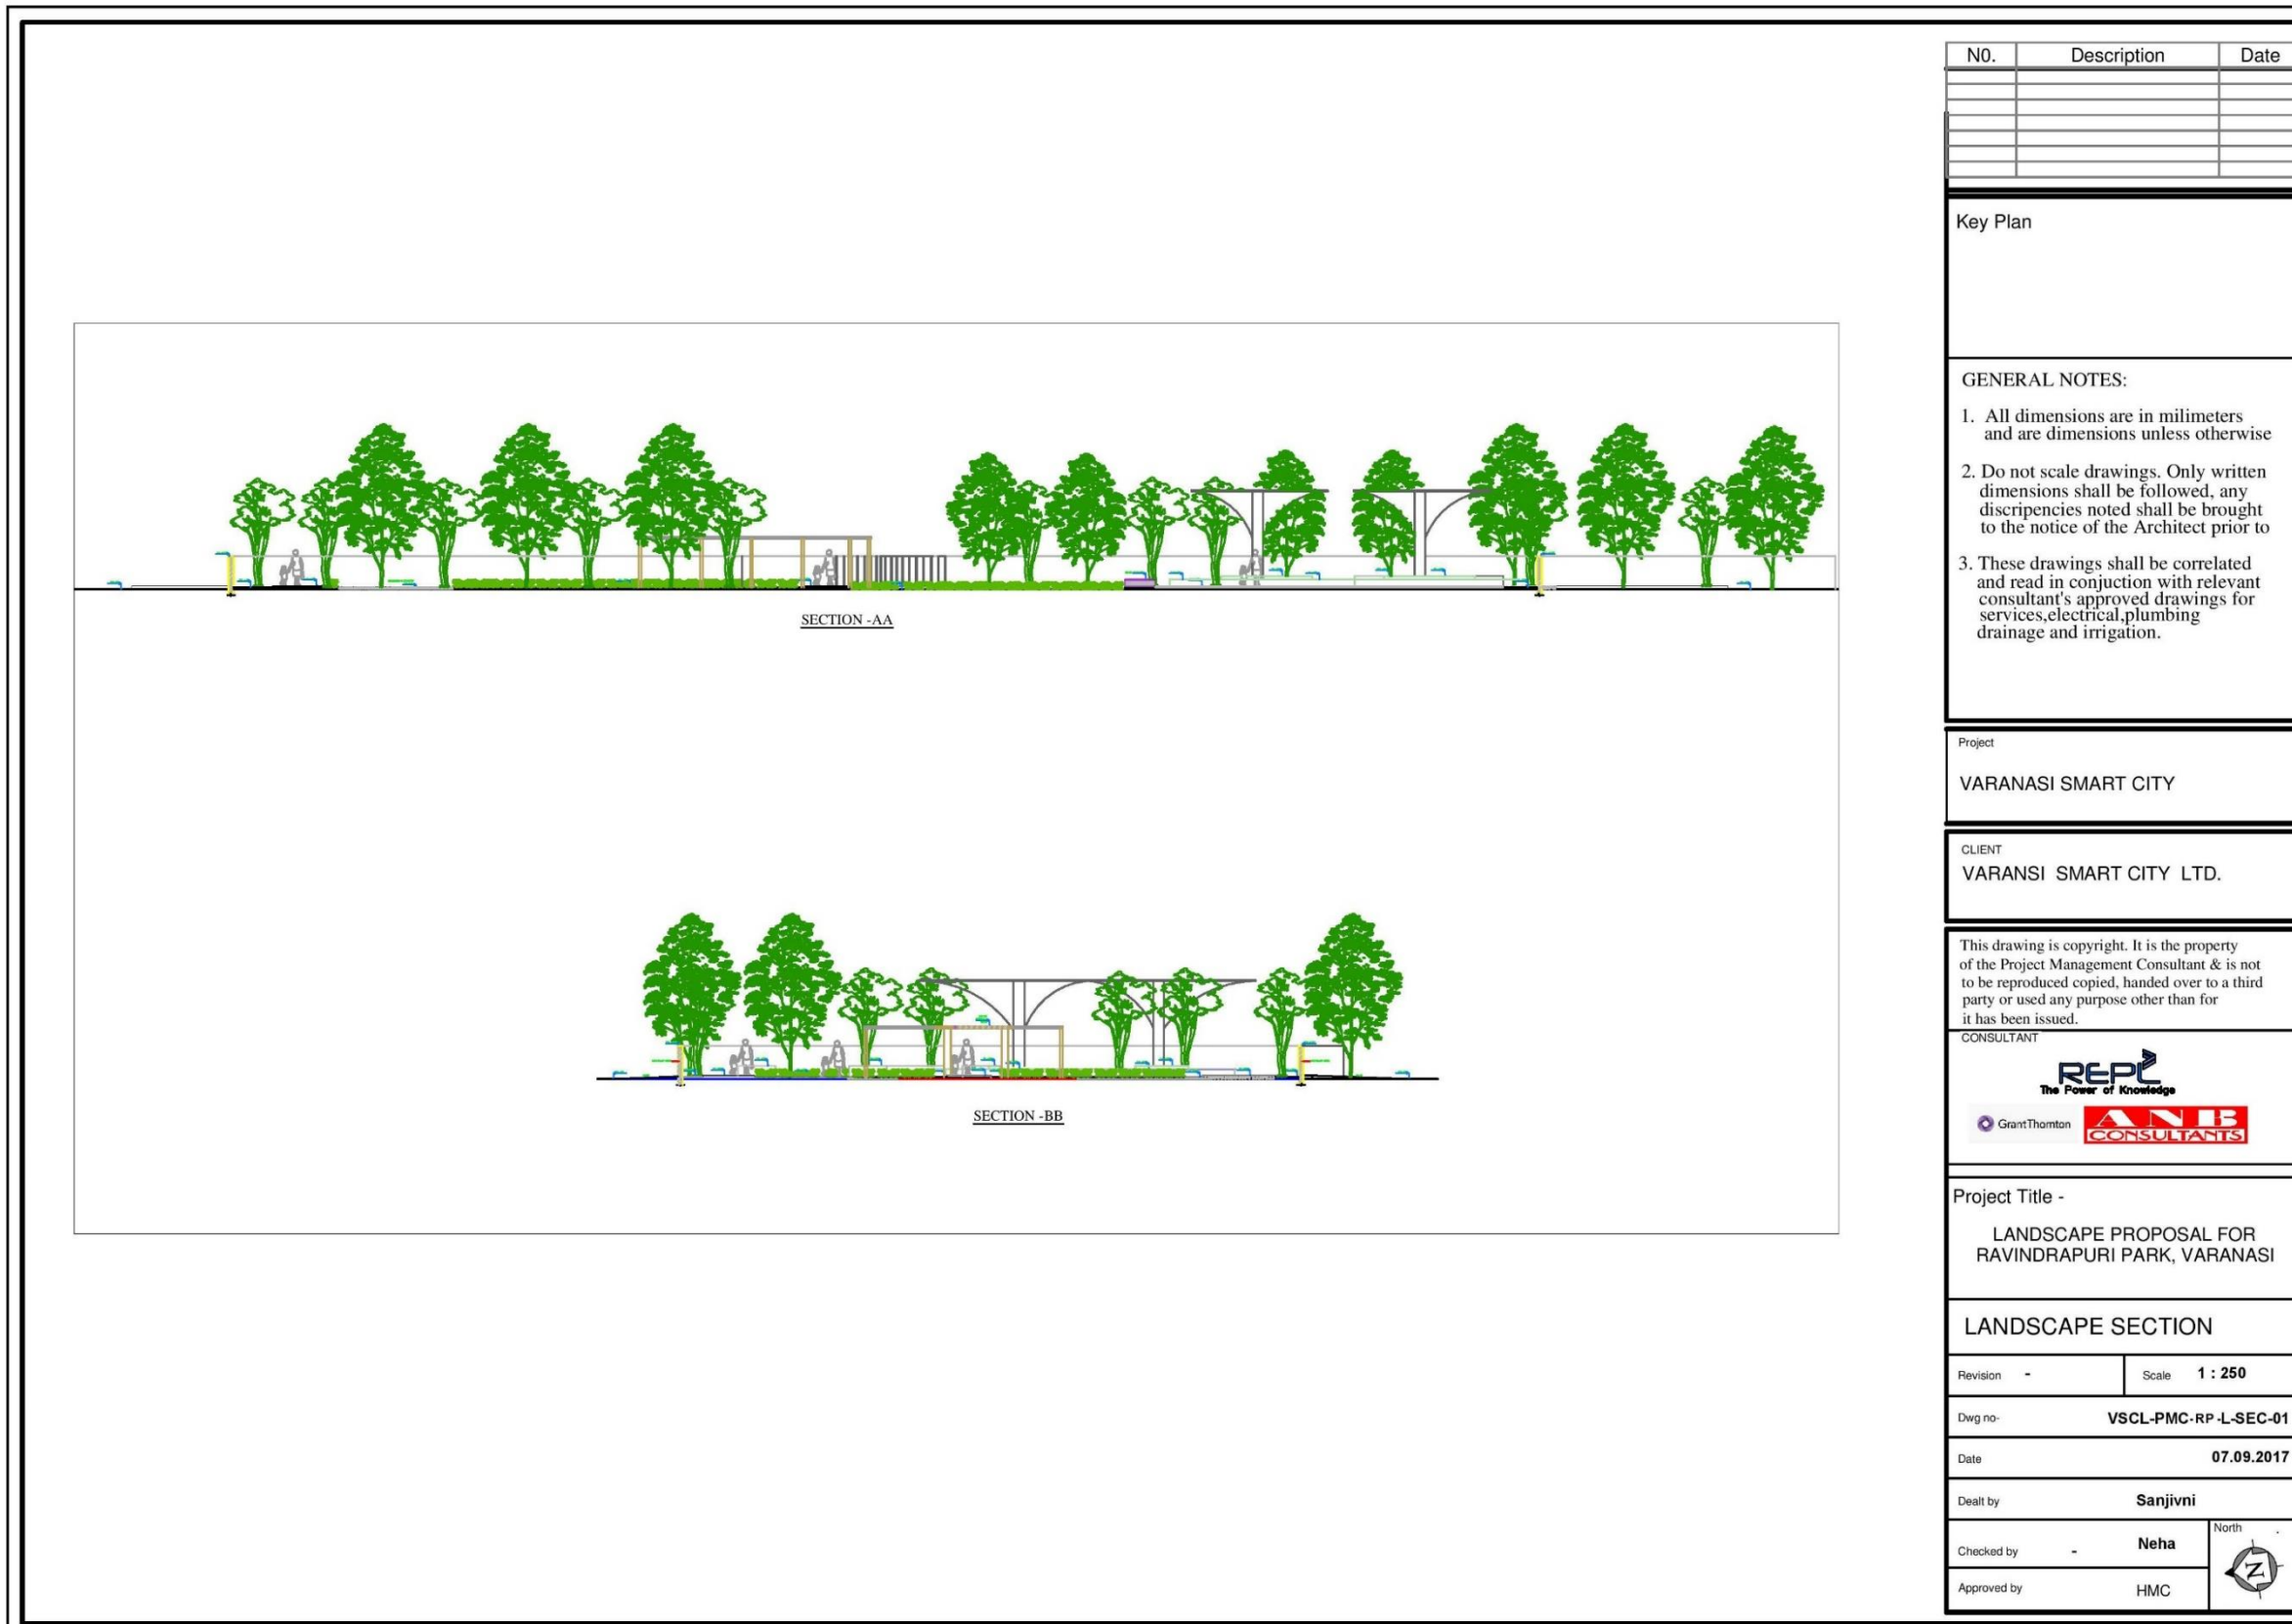 SECTION -AA
SECTION -BB
N0. Description Date
Key Plan
GENERAL NOTES:
1. All dimensions are in milimeters
and are dimensions unless otherwise
2. Do not scale drawings. Only written
dimensions shall be followed, any
discripencies noted shall be brought
to the notice of the Architect prior to
3. These drawings shall be correlated
and read in conjuction with relevant
consultant's approved drawings for
services,electrical,plumbing
drainage and irrigation.
Project
VARANASI SMART CITY
CLIENT
VARANSI SMART CITY LTD.
This drawing is copyright. It is the property
of the Project Management Consultant & is not
to be reproduced copied, handed over to a third
party or used any purpose other than for
it has been issued.
CONSULTANT
REPL
The Power of Knowledge
GrantThornton
ANB
CONSULTANTS
Project Title -
LANDSCAPE PROPOSAL FOR
RAVINDRAPURI PARK, VARANASI
LANDSCAPE SECTION
Revision - Scale 1 : 250
Dwg no- VSCL-PMC-RP-L-SEC-01
Date 07.09.2017
Dealt by Sanjivni
Checked by - Neha
North
N
Approved by HMC